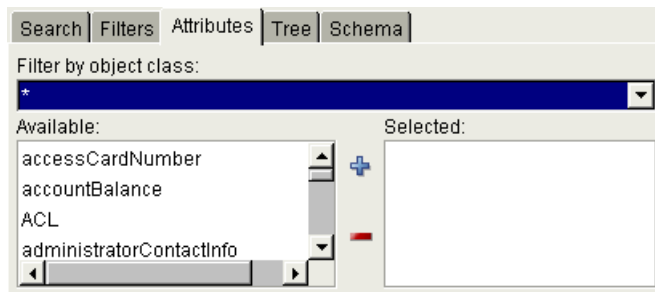 Search Filters Attributes Tree Schema
Filter by object class:
*
Available: Selected:
accessCardNumber
accountBalance
ACL
administratorContactInfo